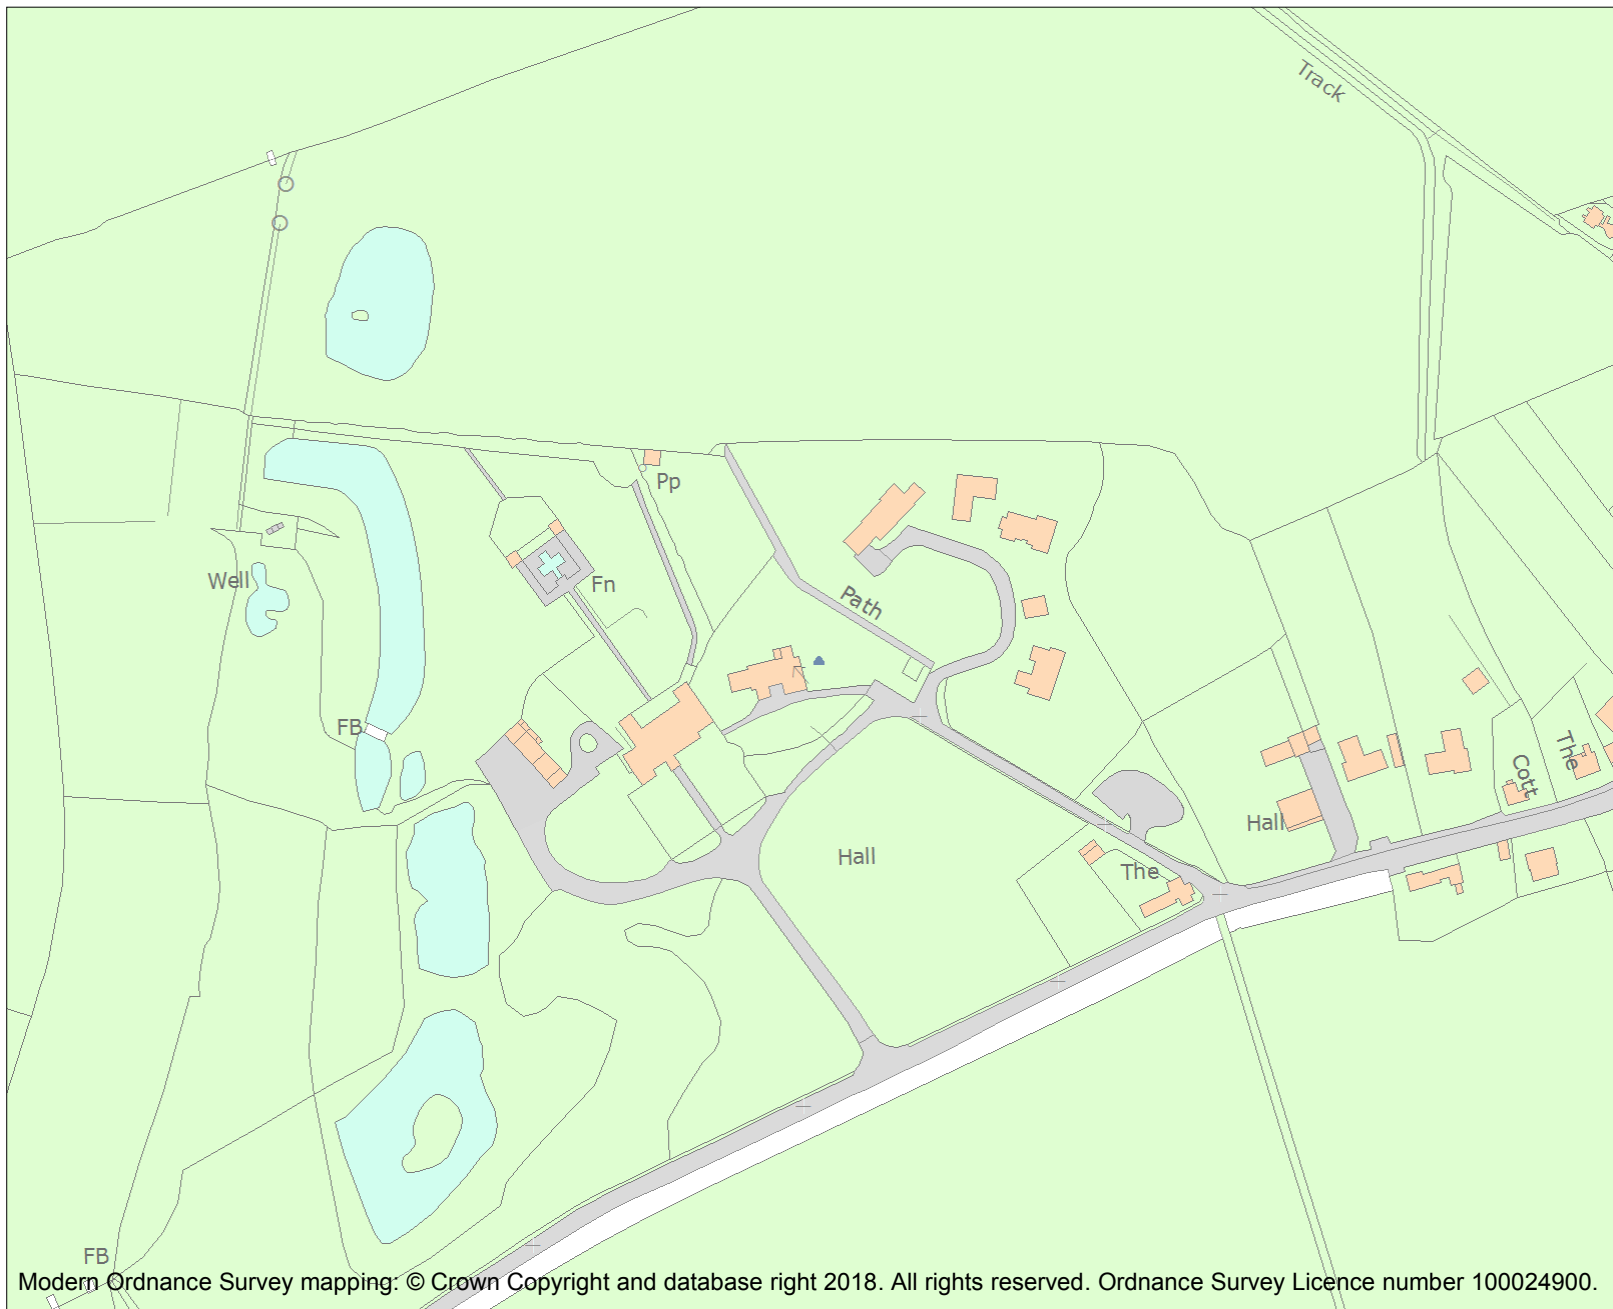 Track
Pp
Well
Fn
Path
FB
The
Cott
Hall
Hall
The
FB
Modern Ordnance Survey mapping: © Crown Copyright and database right 2018. All rights reserved. Ordnance Survey Licence number 100024900.